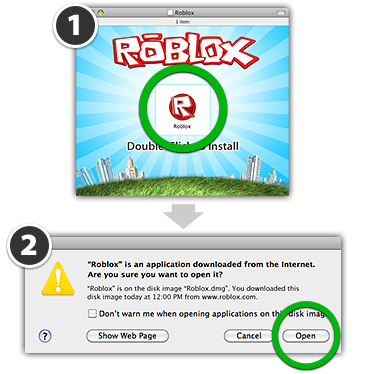 1
Roblox
1 item
ROBLOX
R
Roblox
Double Click to Install
2
"Roblox" is an application downloaded from the Internet.
Are you sure you want to open it?
"Roblox" is on the disk image "Roblox.dmg". You downloaded this
disk image today at 12:00 PM from www.roblox.com.
Don't warn me when opening applications on this disk image
?
Show Web Page
Cancel
Open